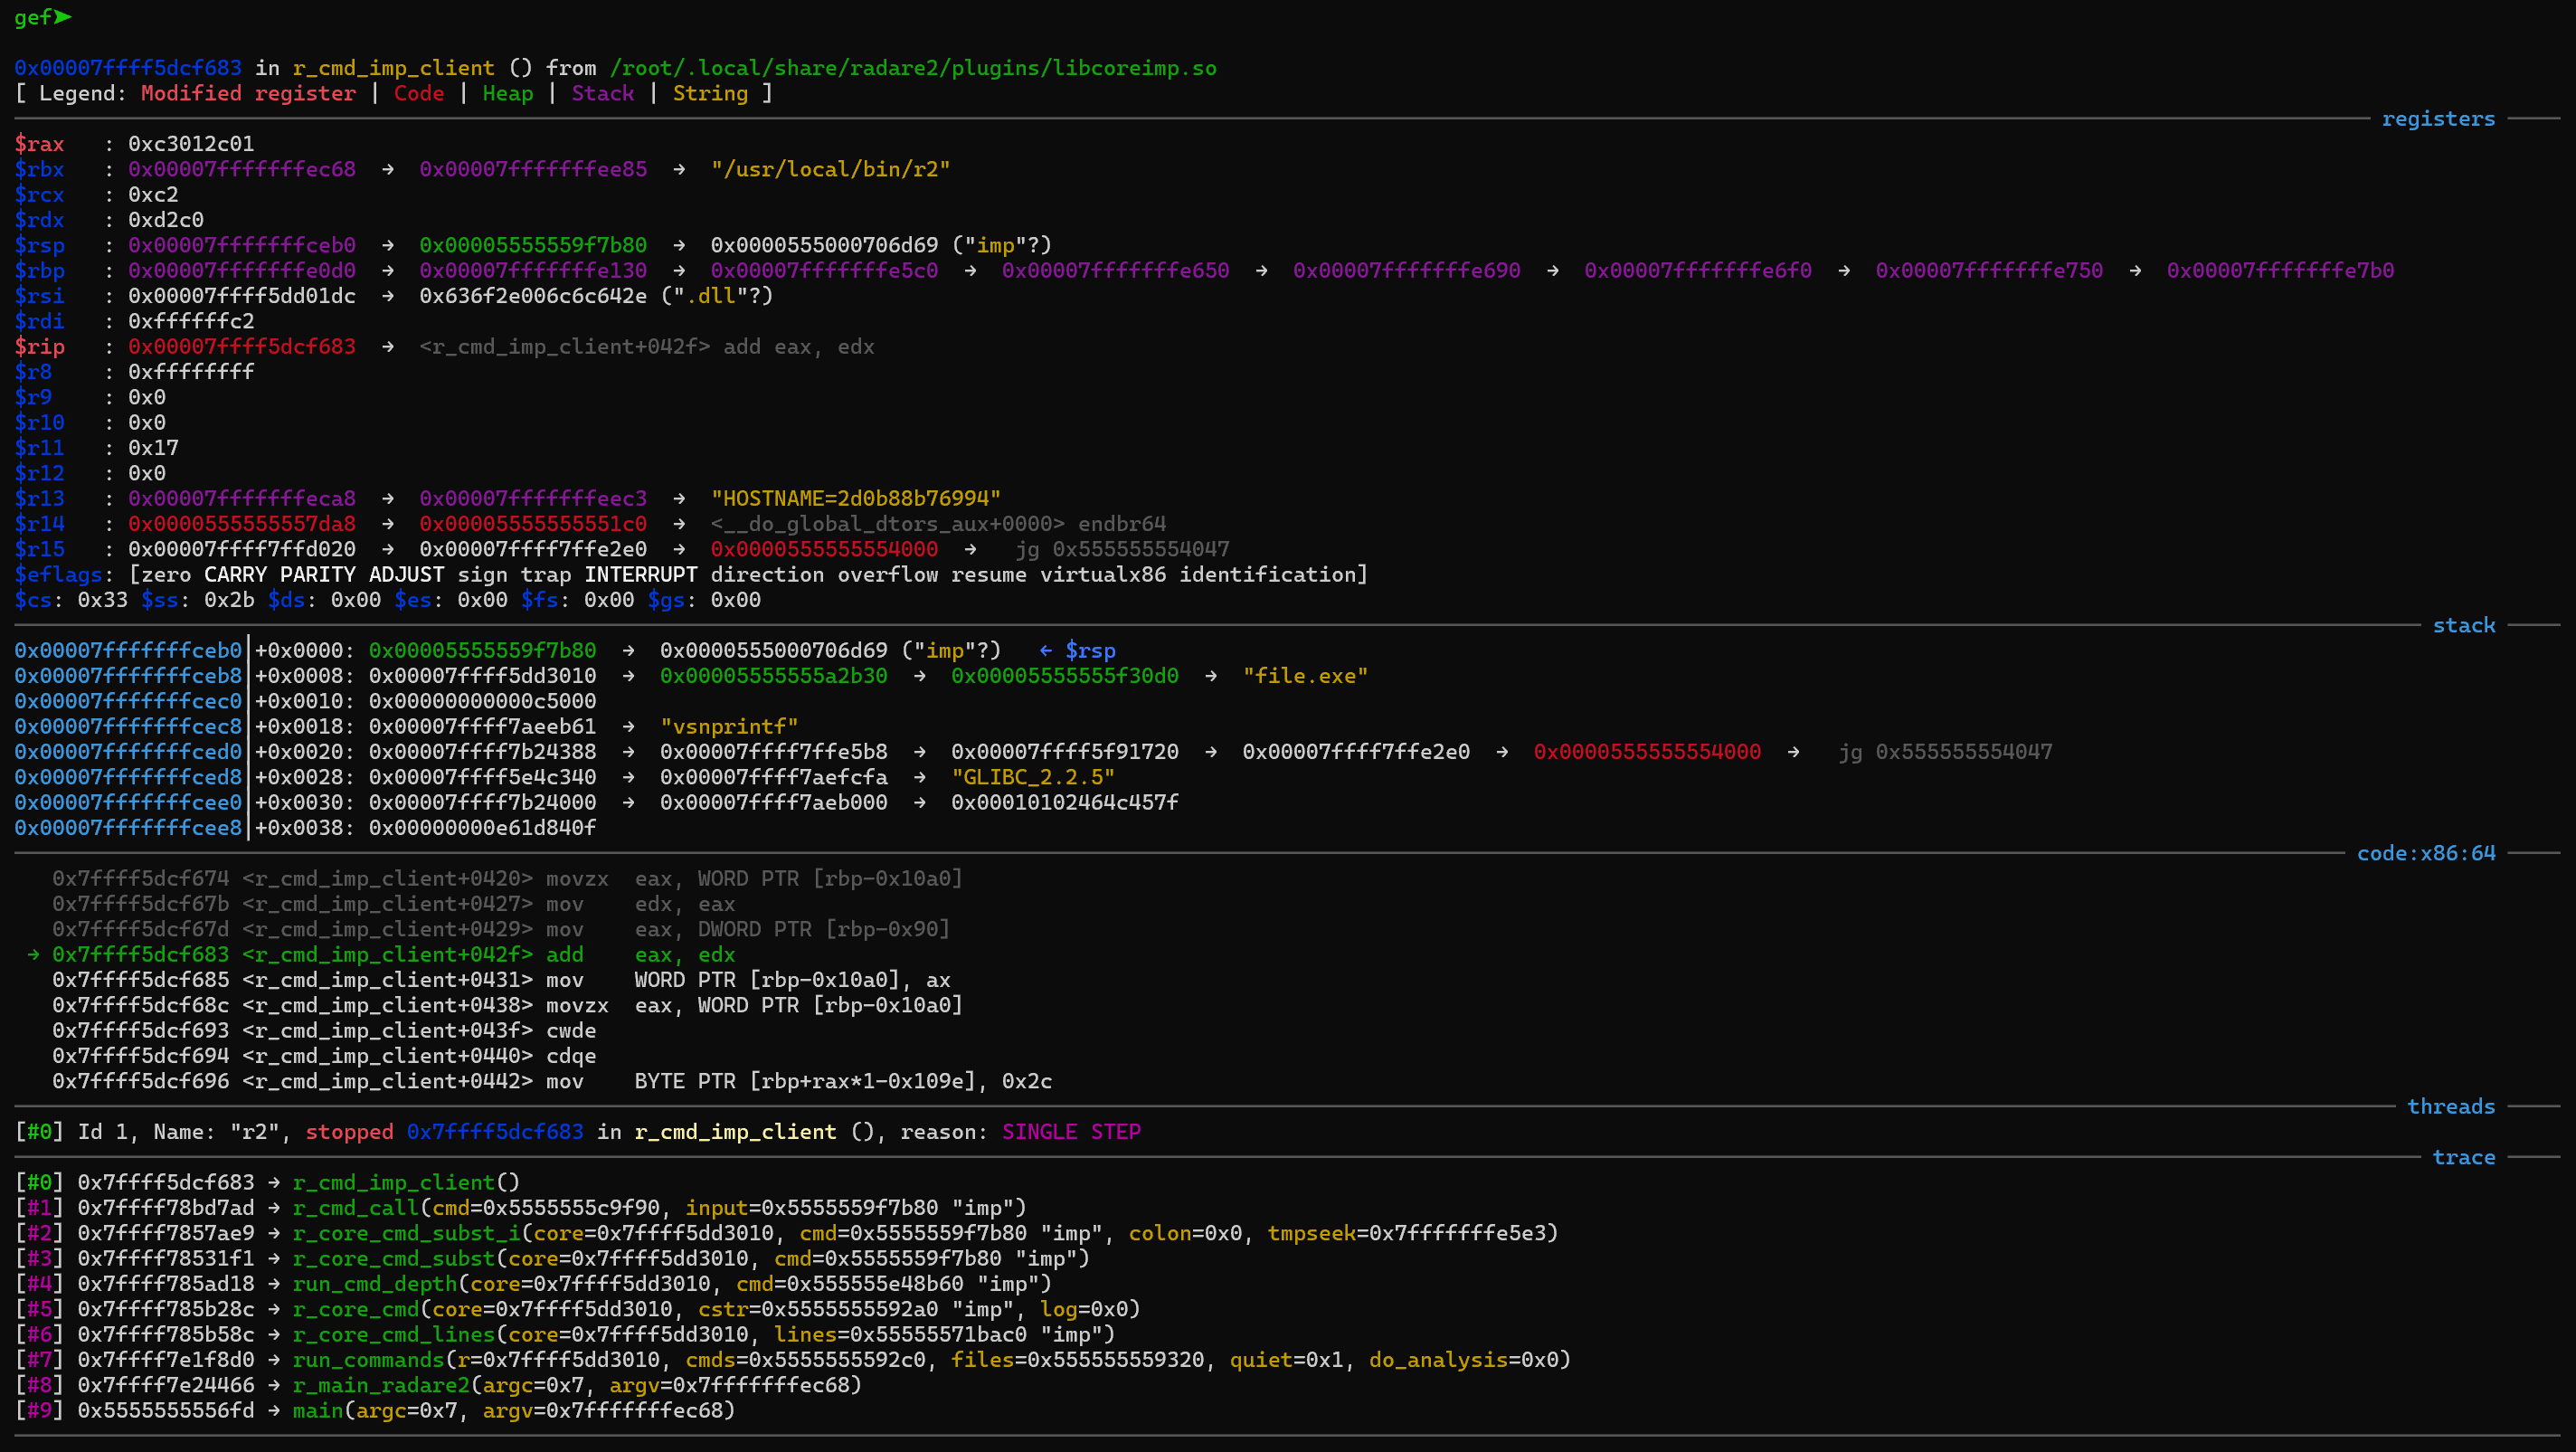 gef➤
0x00007ffff5dcf683 in r_cmd_imp_client () from /root/.local/share/radare2/plugins/libcoreimp.so
[ Legend: Modified register | Code | Heap | Stack | String ]
registers
$rax   : 0xc3012c01
$rbx   : 0x00007fffffffec68  →  0x00007fffffffee85  →  "/usr/local/bin/r2"
$rcx   : 0xc2
$rdx   : 0xd2c0
$rsp   : 0x00007fffffffceb0  →  0x00005555559f7b80  →  0x0000555000706d69 ("imp"?)
$rbp   : 0x00007fffffffe0d0  →  0x00007fffffffe130  →  0x00007fffffffe5c0  →  0x00007fffffffe650  →  0x00007fffffffe690  →  0x00007fffffffe6f0  →  0x00007fffffffe750  →  0x00007fffffffe7b0
$rsi   : 0x00007ffff5dd01dc  →  0x636f2e006c6c642e (".dll"?)
$rdi   : 0xffffffc2
$rip   : 0x00007ffff5dcf683  →  <r_cmd_imp_client+042f> add eax, edx
$r8    : 0xffffffff
$r9    : 0x0
$r10   : 0x0
$r11   : 0x17
$r12   : 0x0
$r13   : 0x00007fffffffeca8  →  0x00007fffffffeec3  →  "HOSTNAME=2d0b88b76994"
$r14   : 0x0000555555557da8  →  0x00005555555551c0  →  <__do_global_dtors_aux+0000> endbr64
$r15   : 0x00007ffff7ffd020  →  0x00007ffff7ffe2e0  →  0x0000555555554000  →   jg 0x555555554047
$eflags: [zero CARRY PARITY ADJUST sign trap INTERRUPT direction overflow resume virtualx86 identification]
$cs: 0x33 $ss: 0x2b $ds: 0x00 $es: 0x00 $fs: 0x00 $gs: 0x00
stack
0x00007fffffffceb0│+0x0000: 0x00005555559f7b80  →  0x0000555000706d69 ("imp"?)   ← $rsp
0x00007fffffffceb8│+0x0008: 0x00007ffff5dd3010  →  0x00005555555a2b30  →  0x00005555555f30d0  →  "file.exe"
0x00007fffffffcec0│+0x0010: 0x00000000000c5000
0x00007fffffffcec8│+0x0018: 0x00007ffff7aeeb61  →  "vsnprintf"
0x00007fffffffced0│+0x0020: 0x00007ffff7b24388  →  0x00007ffff7ffe5b8  →  0x00007ffff5f91720  →  0x00007ffff7ffe2e0  →  0x0000555555554000  →   jg 0x555555554047
0x00007fffffffced8│+0x0028: 0x00007ffff5e4c340  →  0x00007ffff7aefcfa  →  "GLIBC_2.2.5"
0x00007fffffffcee0│+0x0030: 0x00007ffff7b24000  →  0x00007ffff7aeb000  →  0x00010102464c457f
0x00007fffffffcee8│+0x0038: 0x00000000e61d840f
code:x86:64
0x7ffff5dcf674 <r_cmd_imp_client+0420> movzx  eax, WORD PTR [rbp-0x10a0]
0x7ffff5dcf67b <r_cmd_imp_client+0427> mov    edx, eax
0x7ffff5dcf67d <r_cmd_imp_client+0429> mov    eax, DWORD PTR [rbp-0x90]
→ 0x7ffff5dcf683 <r_cmd_imp_client+042f> add    eax, edx
0x7ffff5dcf685 <r_cmd_imp_client+0431> mov    WORD PTR [rbp-0x10a0], ax
0x7ffff5dcf68c <r_cmd_imp_client+0438> movzx  eax, WORD PTR [rbp-0x10a0]
0x7ffff5dcf693 <r_cmd_imp_client+043f> cwde
0x7ffff5dcf694 <r_cmd_imp_client+0440> cdqe
0x7ffff5dcf696 <r_cmd_imp_client+0442> mov    BYTE PTR [rbp+rax*1-0x109e], 0x2c
threads
[#0] Id 1, Name: "r2", stopped 0x7ffff5dcf683 in r_cmd_imp_client (), reason: SINGLE STEP
trace
[#0] 0x7ffff5dcf683 → r_cmd_imp_client()
[#1] 0x7ffff78bd7ad → r_cmd_call(cmd=0x5555555c9f90, input=0x5555559f7b80 "imp")
[#2] 0x7ffff7857ae9 → r_core_cmd_subst_i(core=0x7ffff5dd3010, cmd=0x5555559f7b80 "imp", colon=0x0, tmpseek=0x7fffffffe5e3)
[#3] 0x7ffff78531f1 → r_core_cmd_subst(core=0x7ffff5dd3010, cmd=0x5555559f7b80 "imp")
[#4] 0x7ffff785ad18 → run_cmd_depth(core=0x7ffff5dd3010, cmd=0x555555e48b60 "imp")
[#5] 0x7ffff785b28c → r_core_cmd(core=0x7ffff5dd3010, cstr=0x5555555592a0 "imp", log=0x0)
[#6] 0x7ffff785b58c → r_core_cmd_lines(core=0x7ffff5dd3010, lines=0x55555571bac0 "imp")
[#7] 0x7ffff7e1f8d0 → run_commands(r=0x7ffff5dd3010, cmds=0x5555555592c0, files=0x555555559320, quiet=0x1, do_analysis=0x0)
[#8] 0x7ffff7e24466 → r_main_radare2(argc=0x7, argv=0x7fffffffec68)
[#9] 0x5555555556fd → main(argc=0x7, argv=0x7fffffffec68)